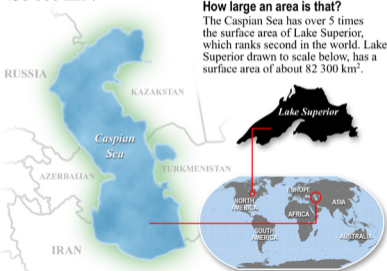 How large an area is that?
The Caspian Sea has over 5 times
the surface area of Lake Superior,
which ranks second in the world. Lake
Superior drawn to scale below, has a
surface area of about 82 300 km².
RUSSIA
KAZAKSTAN
Lake Superior
Caspian
Sea
AZERBAIJAN
TURKMENISTAN
IRAN
NORTH
AMERICA
EUROPE
ASIA
AFRICA
SOUTH
AMERICA
AUSTRALIA